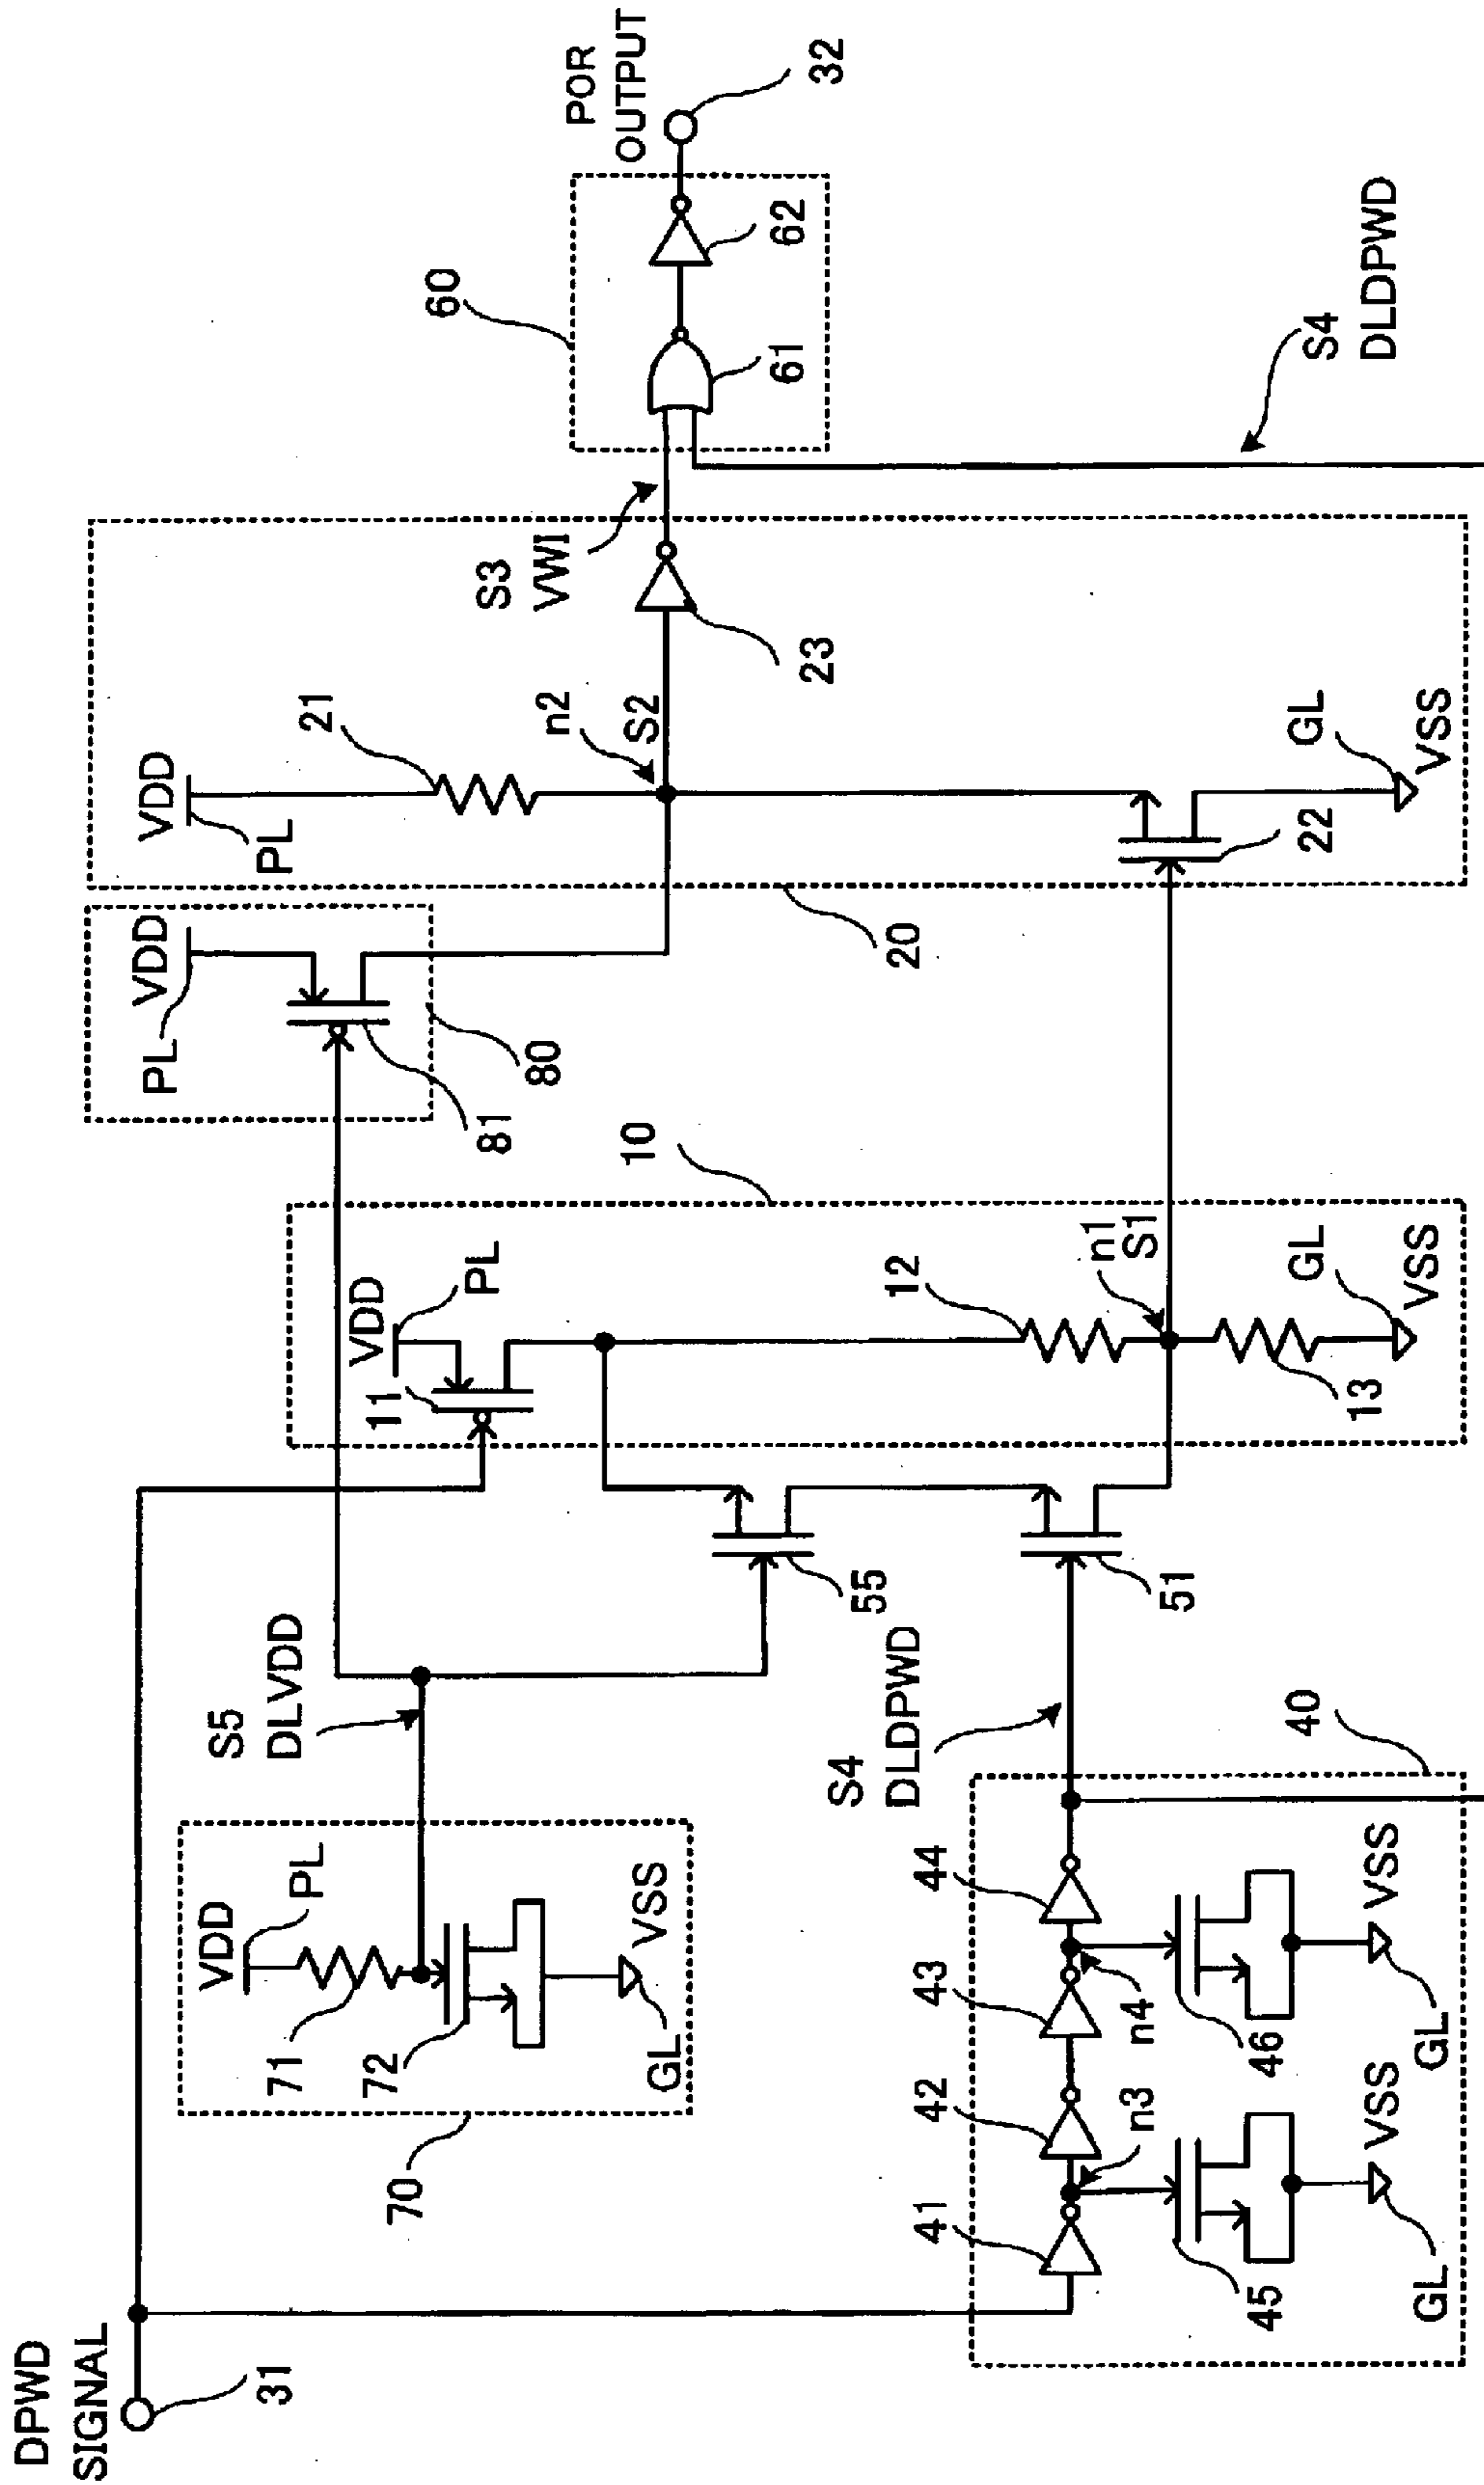 DPWD
SIGNAL
31
VDD
PL
71
72
70
GL
VSS
S5
DLVDD
41
n3
42
43
n4
44
45
GL
VSS
46
GL
VSS
40
S4
DLDPWD
55
51
VDD
PL
11
10
12
n1
S1
13
GL
VSS
PL
VDD
81
80
VDD
PL
21
n2
S2
20
22
GL
VSS
23
S3
VWI
60
61
62
POR
OUTPUT
32
S4
DLDPWD